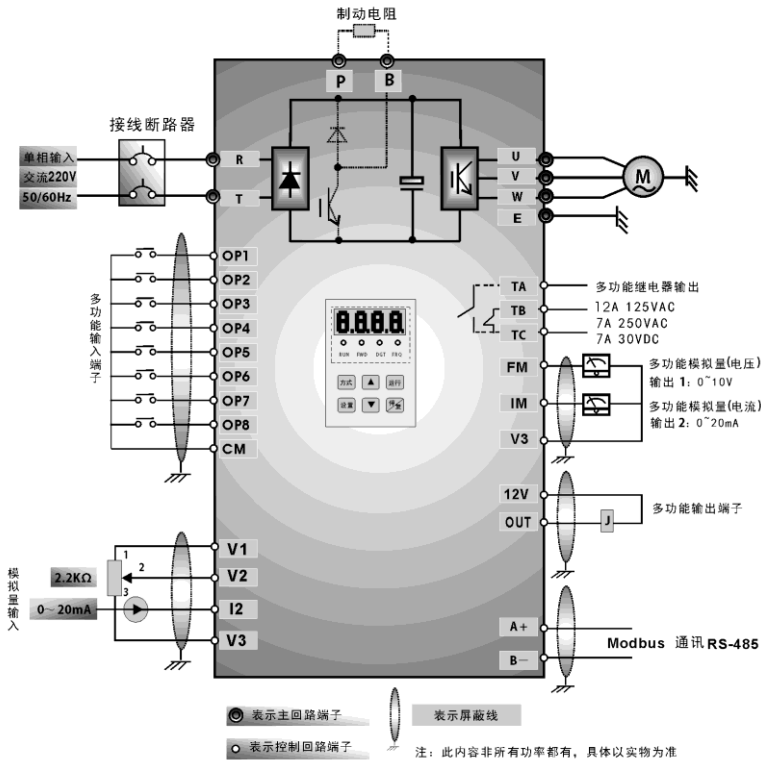 制动电阻
P
B
接线断路器
单相输入
交流220V
50/60Hz
R
T
U
V
W
E
M
多功能输入端子
OP1
OP2
OP3
OP4
OP5
OP6
OP7
OP8
CM
8.8.8.8.
RUN FWD DGT FRQ
方式 ▲ 运行
设置 ▼
TA
TB
TC
多功能继电器输出
12A 125VAC
7A 250VAC
7A 30VDC
FM
IM
V3
多功能模拟量(电压)
输出 1: 0~10V
多功能模拟量(电流)
输出 2: 0~20mA
12V
OUT
J
多功能输出端子
模拟量输入
1
2
3
2.2KΩ
0~20mA
V1
V2
I2
V3
A+
B-
Modbus 通讯 RS-485
表示主回路端子
表示屏蔽线
表示控制回路端子
注: 此内容非所有功率都有, 具体以实物为准